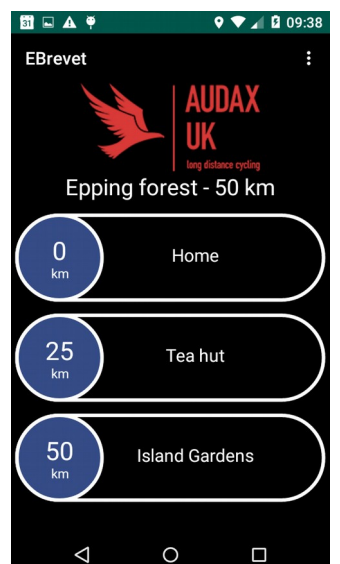 31
09:38
EBrevet
AUDAX
UK
long distance cycling
Epping forest - 50 km
0
km
Home
25
km
Tea hut
50
km
Island Gardens